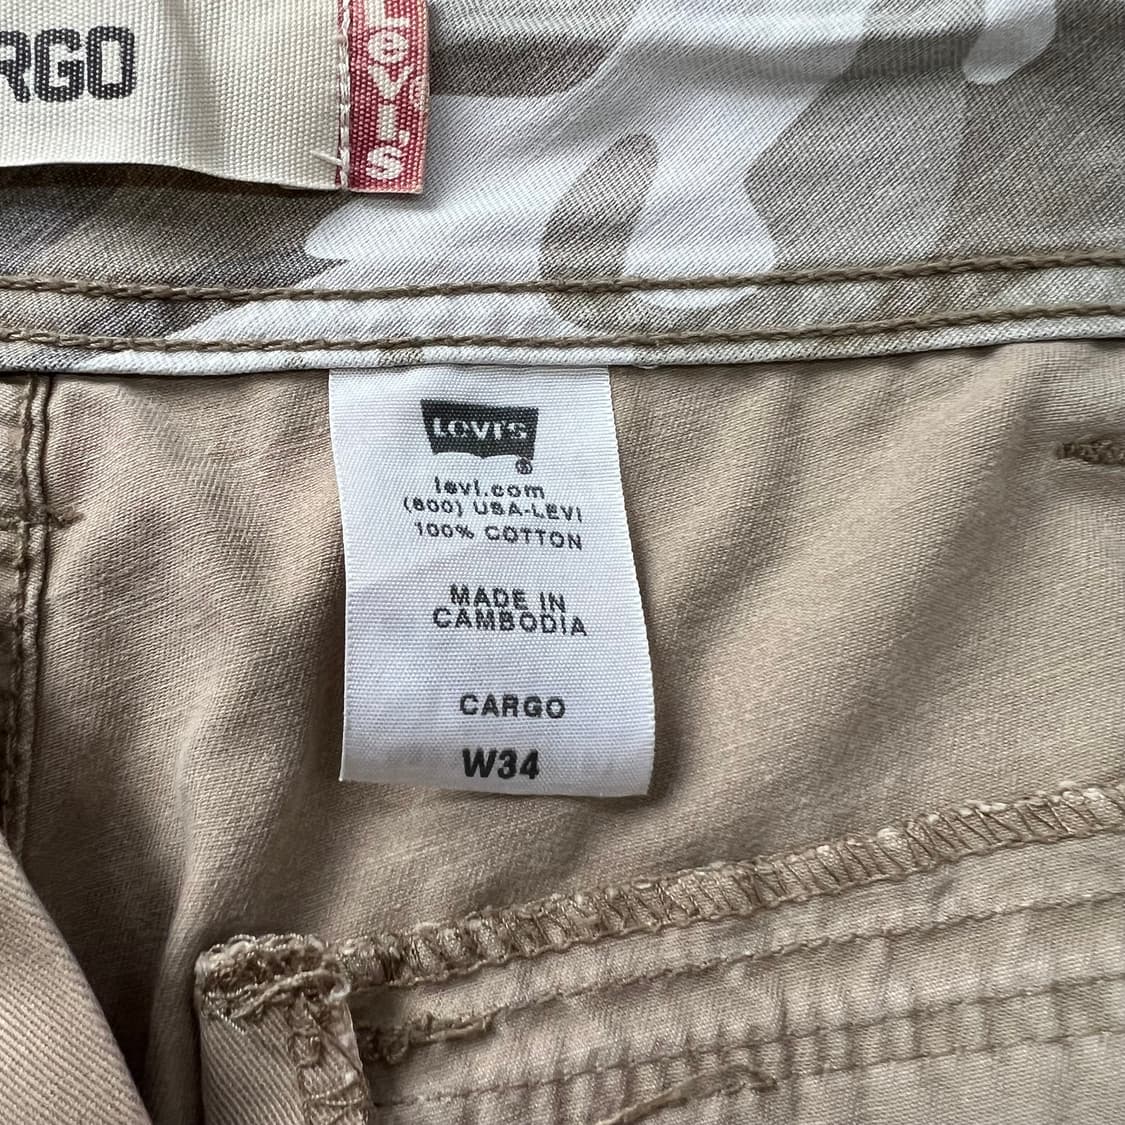 RGO
LEVI'S
LEVI'S
®
levi.com
(800) USA-LEVI
100% COTTON
MADE IN
CAMBODIA
CARGO
W34